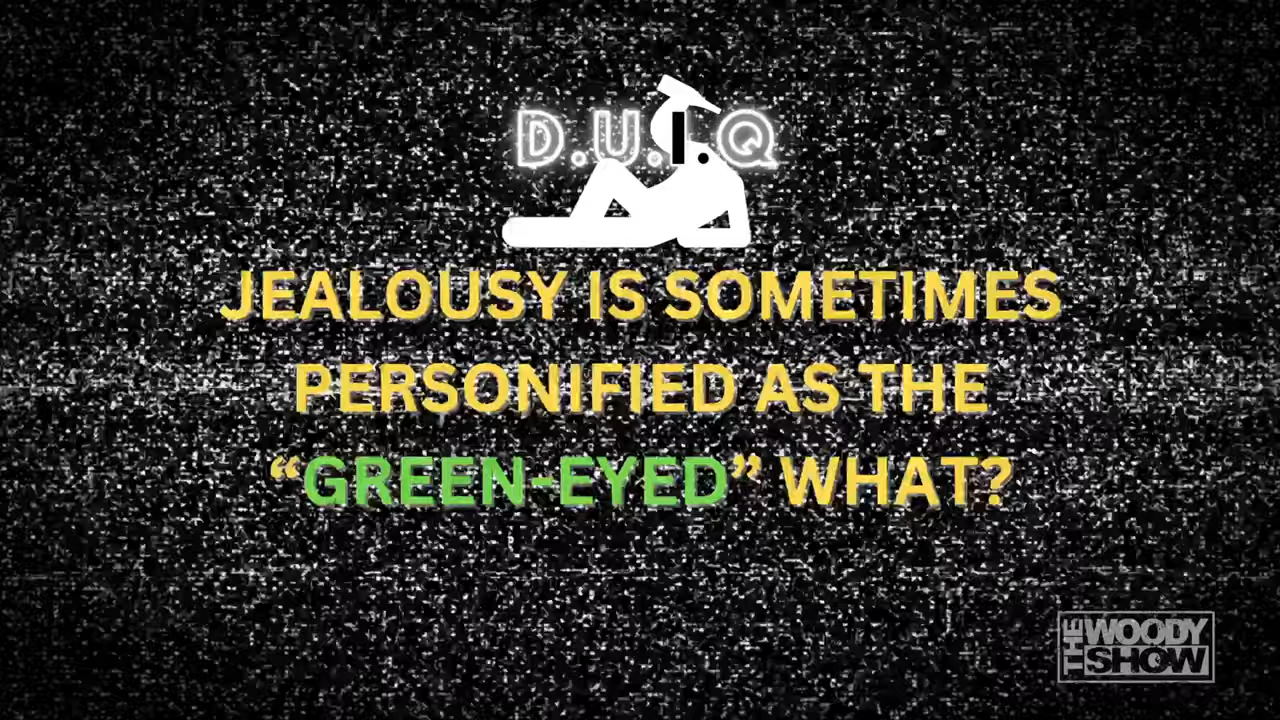 D.U.I.Q
JEALOUSY IS SOMETIMES
PERSONIFIED AS THE
“GREEN-EYED” WHAT?
THE WOODY SHOW